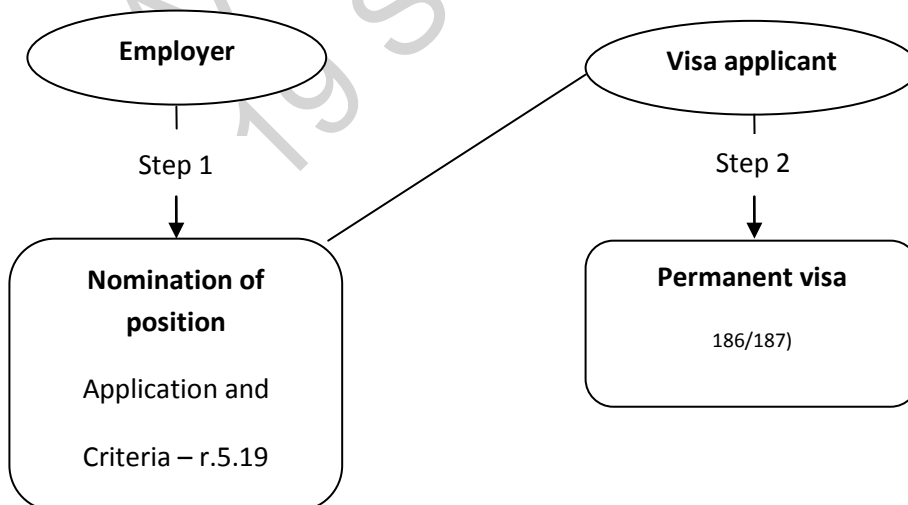 Employer
Visa applicant
Step 1
Step 2
Nomination of
position
Application and
Criteria – r.5.19
Permanent visa
186/187)
19 S